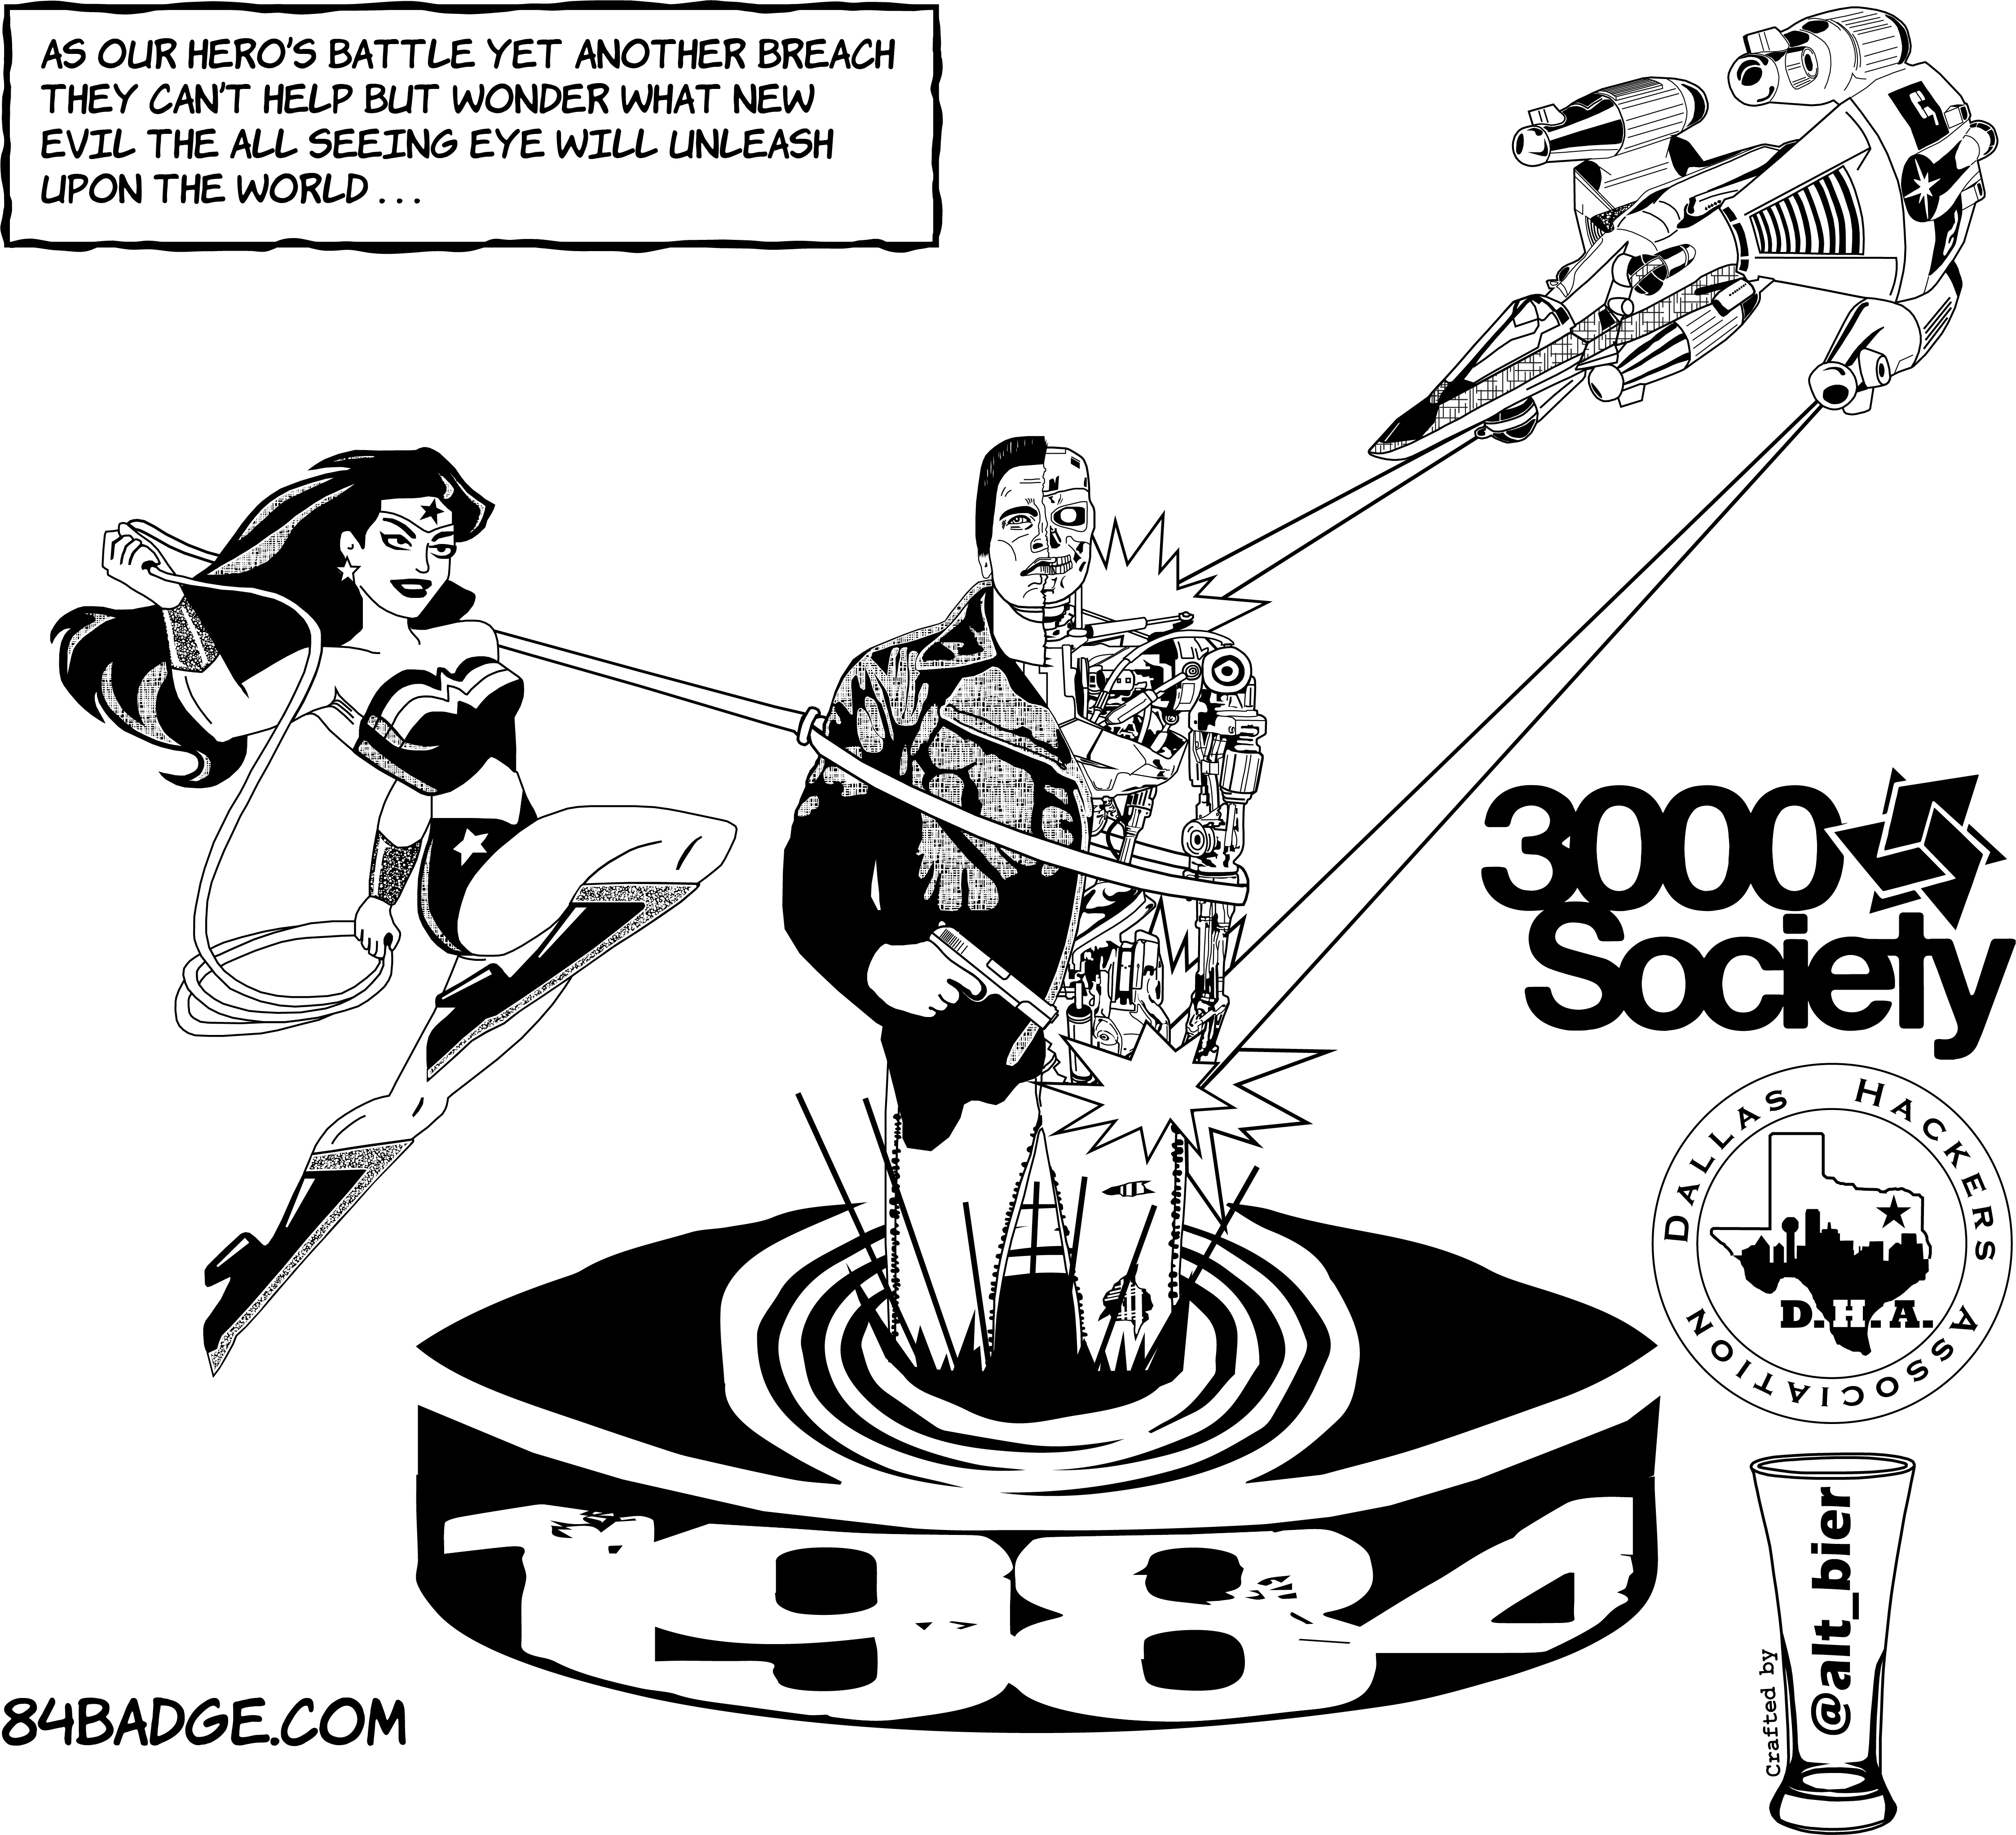 AS OUR HERO'S BATTLE YET ANOTHER BREACH
THEY CAN'T HELP BUT WONDER WHAT NEW
EVIL THE ALL SEEING EYE WILL UNLEASH
UPON THE WORLD . . .
3000
Society
DALLAS HACKERS ASSOCIATION
D.H.A.
1984
Crafted by
@alt_bier
84BADGE.COM